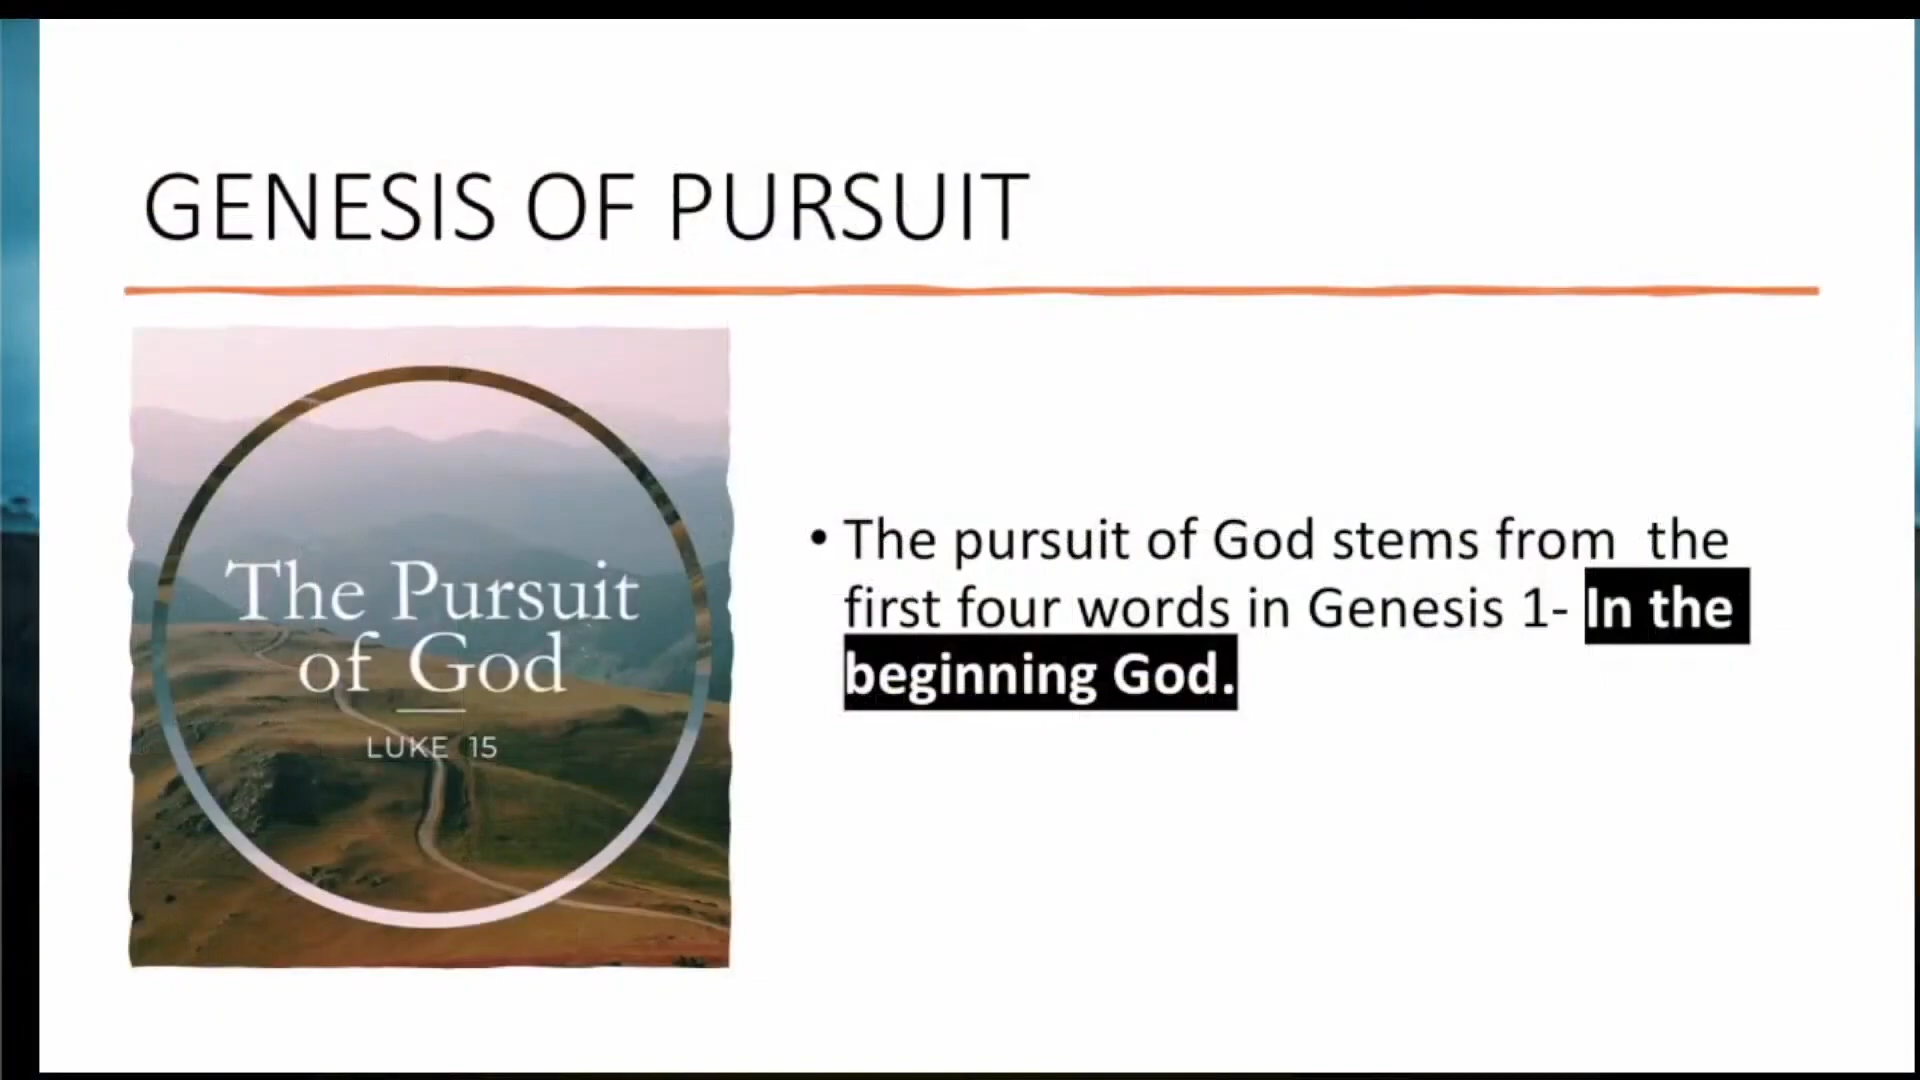 GENESIS OF PURSUIT
The Pursuit
of God
LUKE 15
• The pursuit of God stems from  the
first four words in Genesis 1- In the
beginning God.